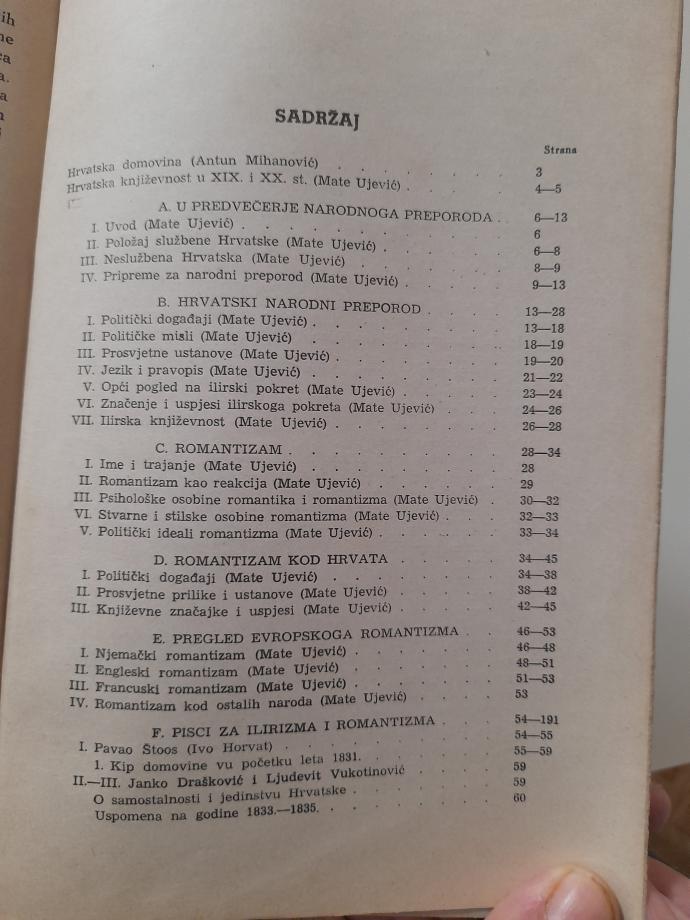 ih
ne
ca
a.
a
SADRŽAJ
Strana
Hrvatska domovina (Antun Mihanović) . . . . . . . 3
Hrvatska književnost u XIX. i XX. st. (Mate Ujević) . . . . 4—5
A. U PREDVEČERJE NARODNOGA PREPORODA . 6—13
I. Uvod (Mate Ujević) . . . . . . . . . 6
II. Položaj službene Hrvatske (Mate Ujević) . . . . . 6—8
III. Neslužbena Hrvatska (Mate Ujević) . . . . . 8—9
IV. Pripreme za narodni preporod (Mate Ujević) . . . . 9—13
B. HRVATSKI NARODNI PREPOROD . . . . 13—28
I. Politički događaji (Mate Ujević) . . . . . . . 13—18
II. Političke misli (Mate Ujević) . . . . . . . 18—19
III. Prosvjetne ustanove (Mate Ujević) . . . . . . 19—20
IV. Jezik i pravopis (Mate Ujević) . . . . . . . 21—22
V. Opći pogled na ilirski pokret (Mate Ujević) . . . . 23—24
VI. Značenje i uspjesi ilirskoga pokreta (Mate Ujević) . . . 24—26
VII. Ilirska književnost (Mate Ujević) . . . . . . 26—28
C. ROMANTIZAM . . . . . . . . 28—34
I. Ime i trajanje (Mate Ujević) . . . . . . . 28
II. Romantizam kao reakcija (Mate Ujević) . . . . . 29
III. Psihološke osobine romantika i romantizma (Mate Ujević) . 30—32
VI. Stvarne i stilske osobine romantizma (Mate Ujević) . . . 32—33
V. Politički ideali romantizma (Mate Ujević) . . . . . 33—34
D. ROMANTIZAM KOD HRVATA . . . . . 34—45
I. Politički događaji (Mate Ujević) . . . . . . . 34—38
II. Prosvjetne prilike i ustanove (Mate Ujević) . . . . 38—42
III. Književne značajke i uspjesi (Mate Ujević) . . . . 42—45
E. PREGLED EVROPSKOGA ROMANTIZMA . . 46—53
I. Njemački romantizam (Mate Ujević) . . . . . . 46—48
II. Engleski romantizam (Mate Ujević) . . . . . . 48—51
III. Francuski romantizam (Mate Ujević) . . . . . . 51—53
IV. Romantizam kod ostalih naroda (Mate Ujević) . . . . 53
F. PISCI ZA ILIRIZMA I ROMANTIZMA . . . 54—191
I. Pavao Štoos (Ivo Horvat) . . . . . . . . 54—55
1. Kip domovine vu početku leta 1831. . . . . . 55—59
II.—III. Janko Drašković i Ljudevit Vukotinović . . . . 59
O samostalnosti i jedinstvu Hrvatske . . . . . . 59
Uspomena na godine 1833.—1835. . . . . . . 60